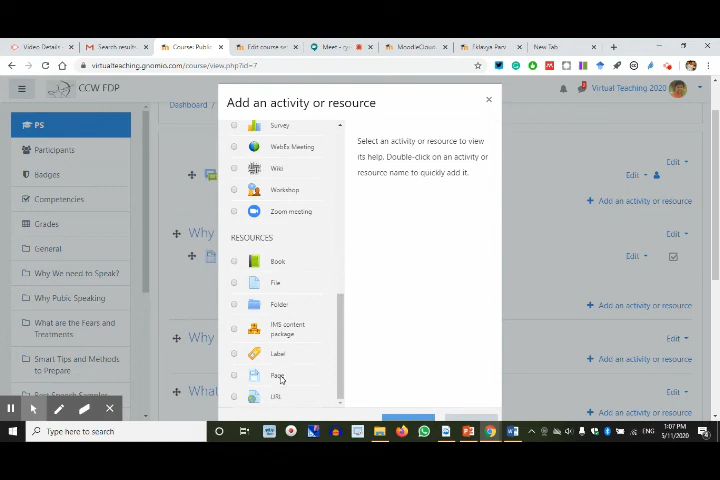 Video Details -
Search results
Course: Public
Edit course se
Meet - 
MoodleCloud
Eklavya Parv
New Tab
virtualteaching.gnomio.com/course/view.php?id=7
CCW FDP
Virtual Teaching 2020
PS
Participants
Badges
Competencies
Grades
General
Why We need to Speak?
Why Pubic Speaking
What are the Fears and
Treatments
Smart Tips and Methods
to Prepare
Dashboard /
Why
Why
What
Edit
Edit
Add an activity or resource
Edit
Edit
Add an activity or resource
Edit
Add an activity or resource
Edit
Add an activity or resource
Add an activity or resource
Survey
WebEx Meeting
Wiki
Workshop
Zoom meeting
RESOURCES
Book
File
Folder
IMS content
package
Label
Page
URL
Select an activity or resource to view
its help. Double-click on an activity or
resource name to quickly add it.
Type here to search
ENG
1:07 PM
5/11/2020